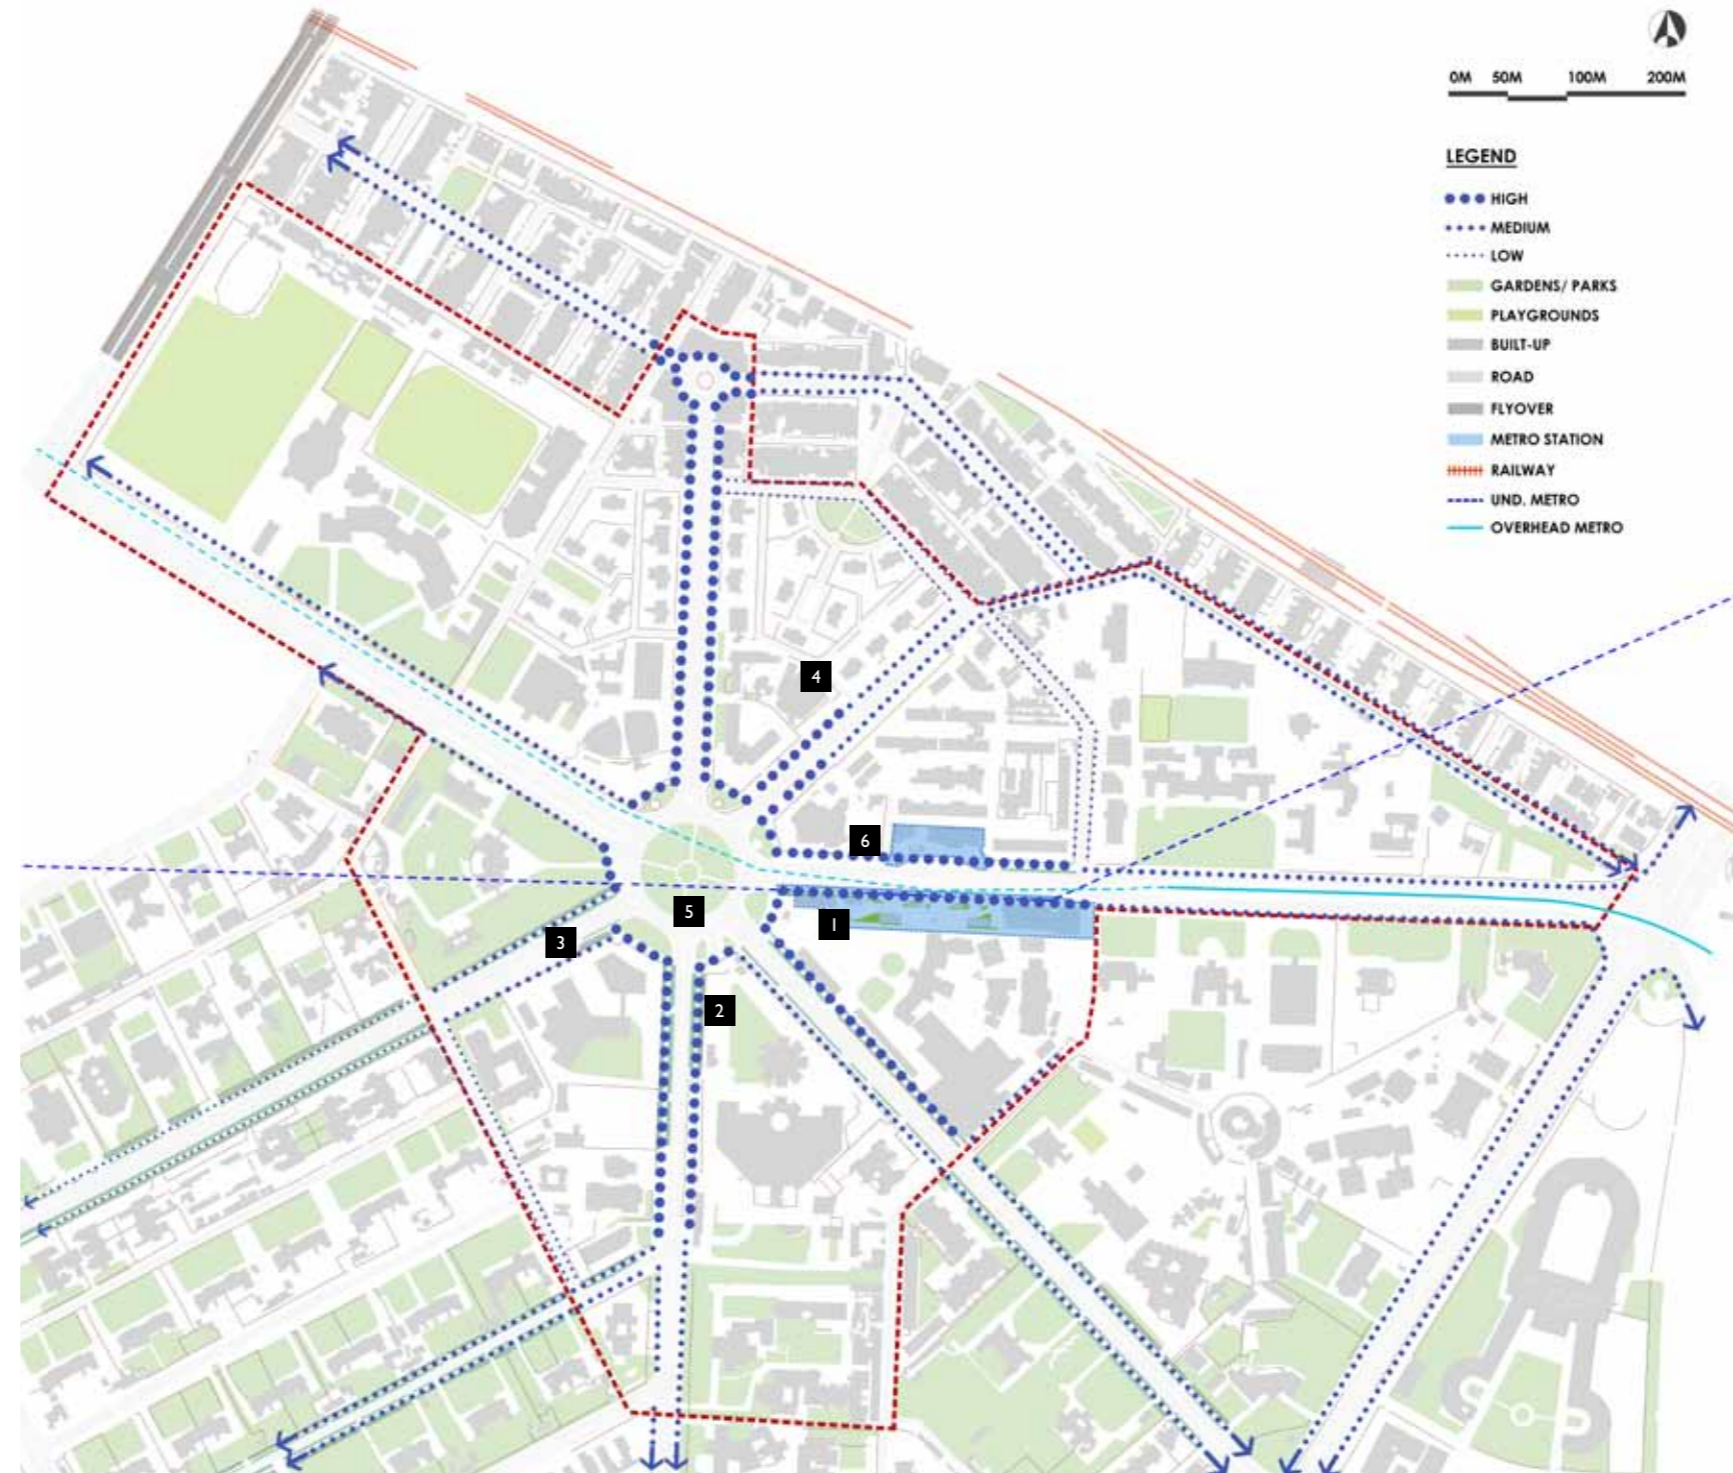 0M 50M 100M 200M
LEGEND
HIGH
MEDIUM
LOW
GARDENS/ PARKS
PLAYGROUNDS
BUILT-UP
ROAD
FLYOVER
METRO STATION
RAILWAY
UND. METRO
OVERHEAD METRO
4
6
5
1
3
2